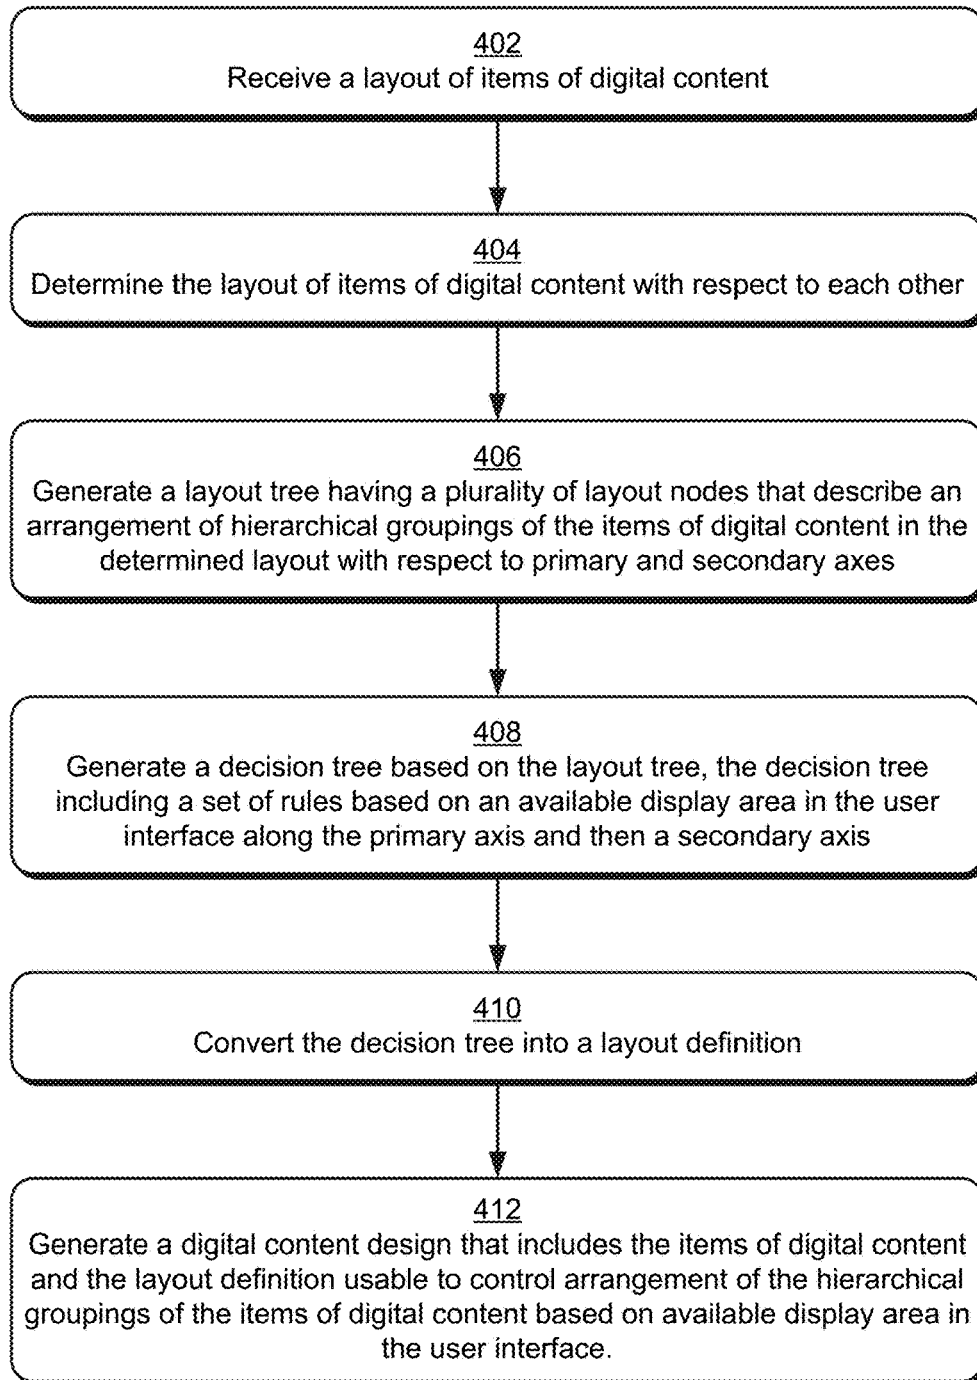 402
Receive a layout of items of digital content
404
Determine the layout of items of digital content with respect to each other
406
Generate a layout tree having a plurality of layout nodes that describe an
arrangement of hierarchical groupings of the items of digital content in the
determined layout with respect to primary and secondary axes
408
Generate a decision tree based on the layout tree, the decision tree
including a set of rules based on an available display area in the user
interface along the primary axis and then a secondary axis
410
Convert the decision tree into a layout definition
412
Generate a digital content design that includes the items of digital content
and the layout definition usable to control arrangement of the hierarchical
groupings of the items of digital content based on available display area in
the user interface.